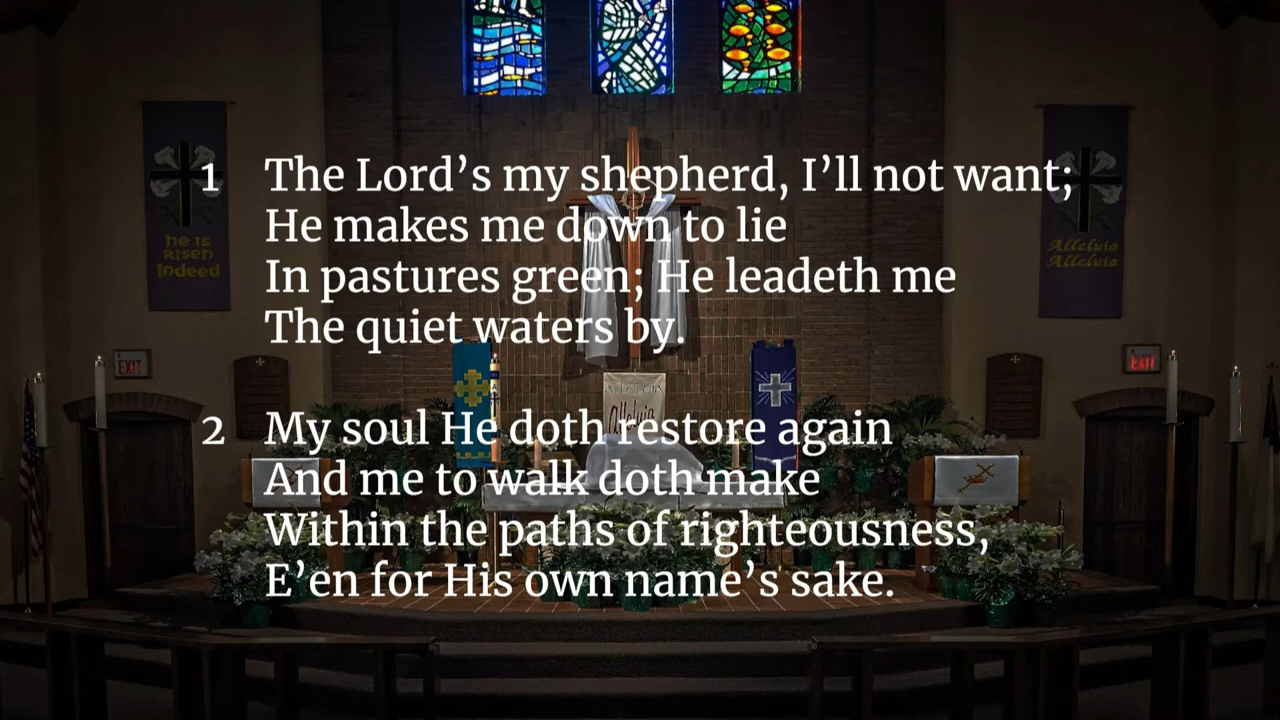 he is
Risen
Indeed
Alleluia
Alleluia
1 The Lord’s my shepherd, I’ll not want;
He makes me down to lie
In pastures green; He leadeth me
The quiet waters by.
EXIT
EXIT
Alleluia
2 My soul He doth restore again
And me to walk doth make
Within the paths of righteousness,
E’en for His own name’s sake.